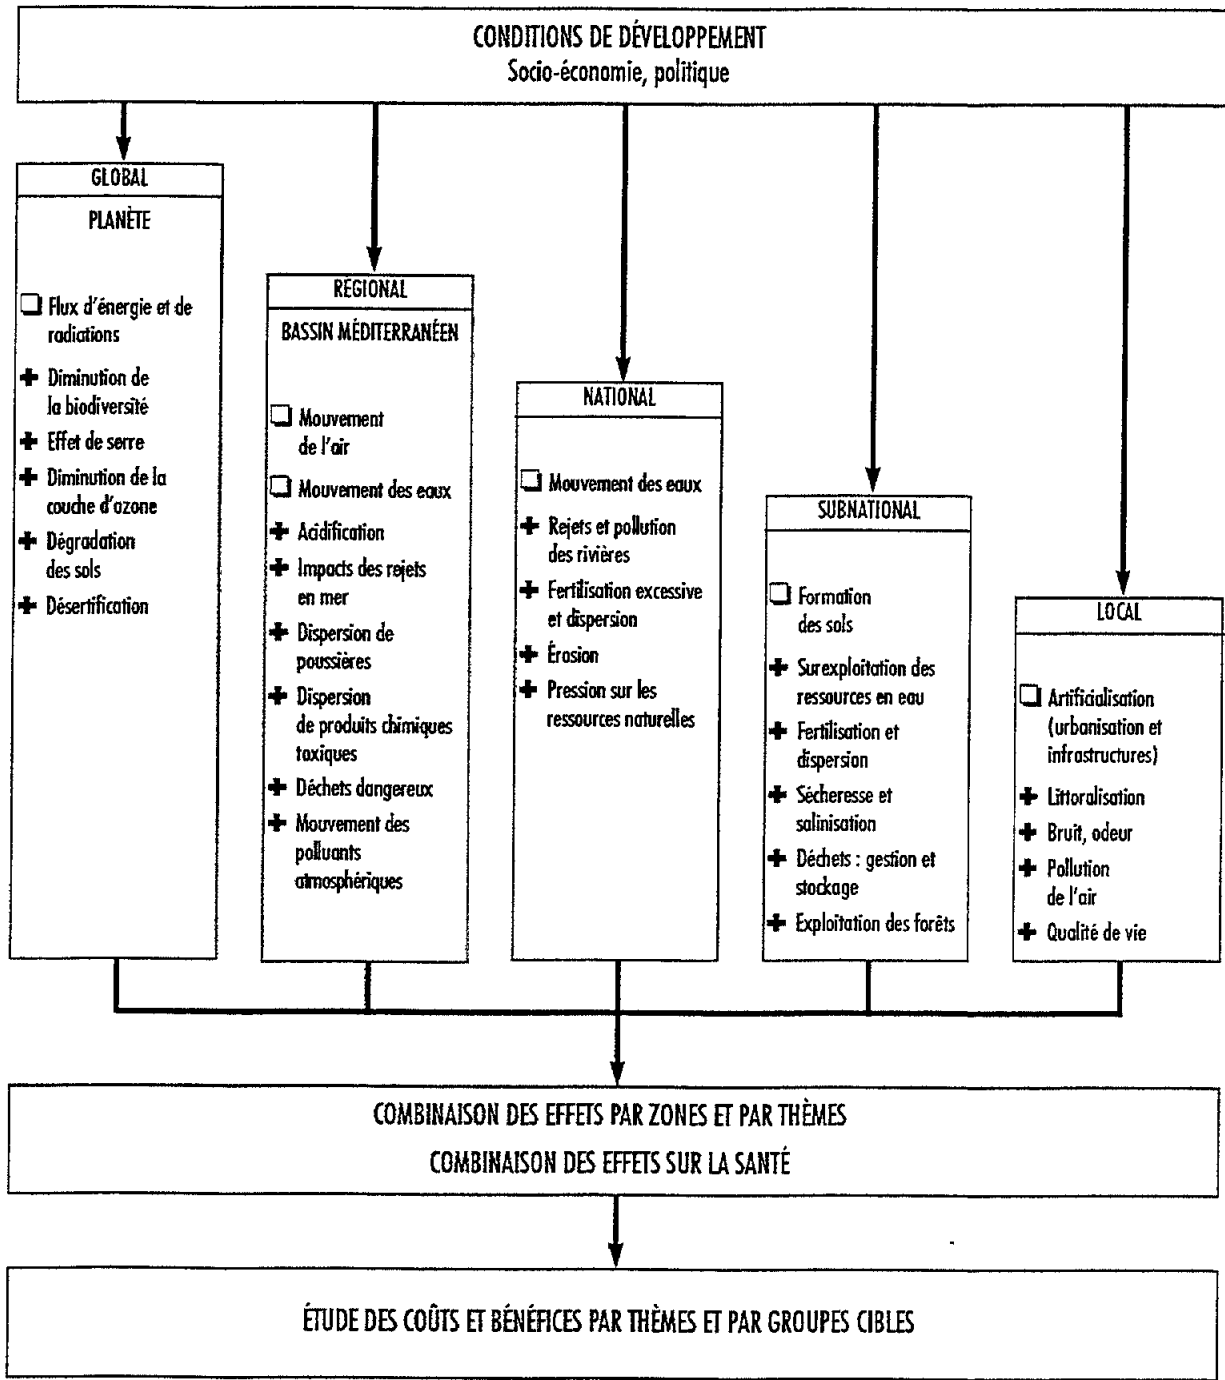 CONDITIONS DE DÉVELOPPEMENT
Socio-économie, politique
GLOBAL
PLANÈTE
❑ Flux d'énergie et de
radiations
✚ Diminution de
la biodiversité
✚ Effet de serre
✚ Diminution de la
couche d'azone
✚ Dégradation
des sols
✚ Désertification
RÉGIONAL
BASSIN MÉDITERRANÉEN
❑ Mouvement
de l'air
❑ Mouvement des eaux
✚ Acidification
✚ Impacts des rejets
en mer
✚ Dispersion de
poussières
✚ Dispersion
de produits chimiques
toxiques
✚ Déchets dangereux
✚ Mouvement des
polluants
atmosphériques
NATIONAL
❑ Mouvement des eaux
✚ Rejets et pollution
des rivières
✚ Fertilisation excessive
et dispersion
✚ Érosion
✚ Pression sur les
ressources naturelles
SUBNATIONAL
❑ Formation
des sols
✚ Surexploitation des
ressources en eau
✚ Fertilisation et
dispersion
✚ Sécheresse et
salinisation
✚ Déchets : gestion et
stockage
✚ Exploitation des forêts
LOCAL
❑ Artificialisation
(urbanisation et
infrastructures)
✚ Littoralisation
✚ Bruit, odeur
✚ Pollution
de l'air
✚ Qualité de vie
COMBINAISON DES EFFETS PAR ZONES ET PAR THÈMES
COMBINAISON DES EFFETS SUR LA SANTÉ
ÉTUDE DES COÛTS ET BÉNÉFICES PAR THÈMES ET PAR GROUPES CIBLES